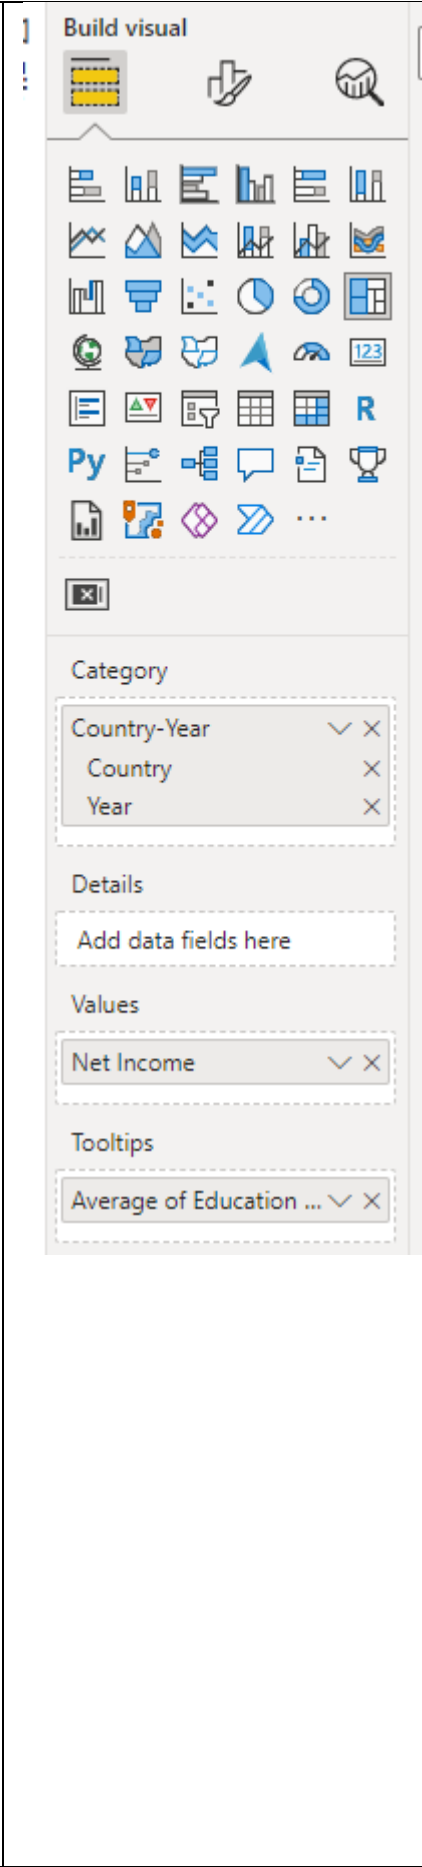 Build visual
123
R
Py
...
Category
Country-Year
Country
Year
Details
Add data fields here
Values
Net Income
Tooltips
Average of Education ...